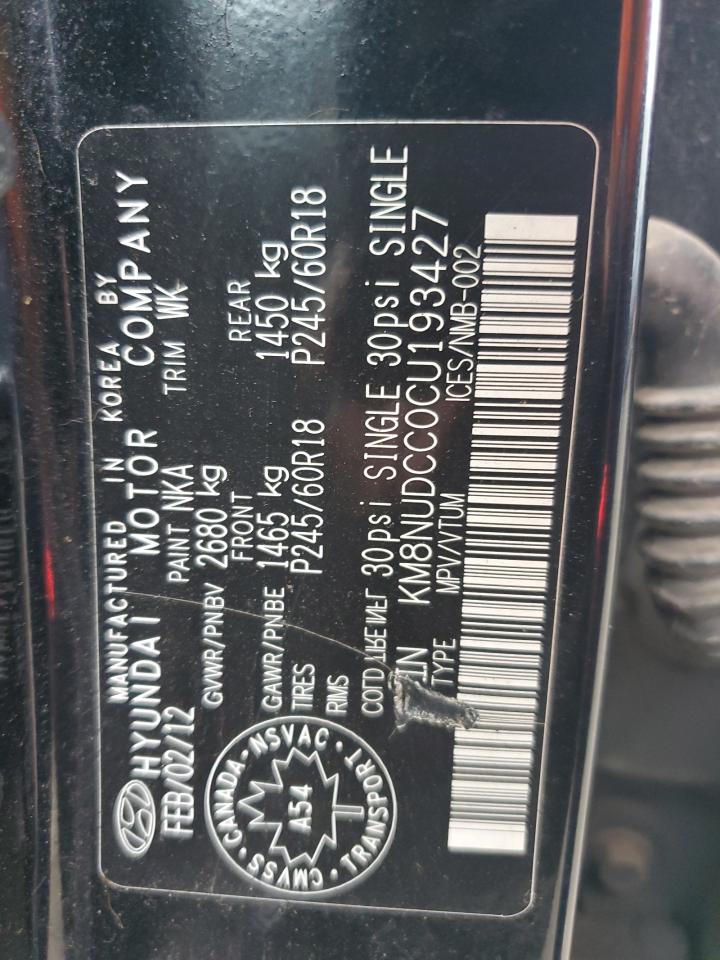 MANUFACTURED IN KOREA BY
HYUNDAI MOTOR COMPANY
FEB/02/12 PAINT NKA TRIM WK
GVWR/PNBV 2680 kg
FRONT REAR
GAWR/PNBE 1465 kg 1450 kg
TIRES P245/60R18 P245/60R18
RIMS
30psi SINGLE 30psi SINGLE
KM8NUDCC0CU193427
TYPE MPV/VTUM ICES/NMB-002
CANADA · NSVAC · TRANSPORT · CMVSS ·
A54